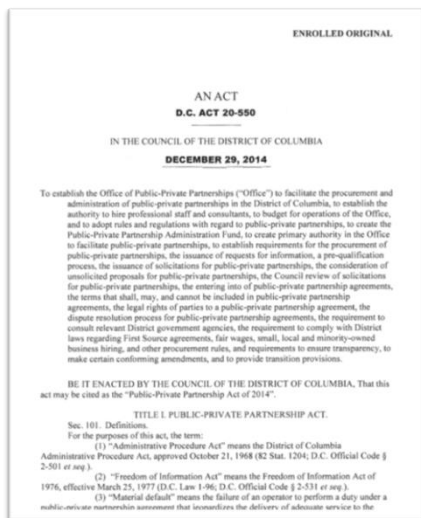 ENROLLED ORIGINAL
AN ACT
D.C. ACT 20-550
IN THE COUNCIL OF THE DISTRICT OF COLUMBIA
DECEMBER 29, 2014
To establish the Office of Public-Private Partnerships ("Office") to facilitate the procurement and
administration of public-private partnerships in the District of Columbia, to establish the
authority to hire professional staff and consultants, to budget for operations of the Office,
and to adopt rules and regulations with regard to public-private partnerships, to create the
Public-Private Partnership Administration Fund, to create primary authority in the Office
to facilitate public-private partnerships, to establish requirements for the procurement of
public-private partnerships, the issuance of requests for information, a pre-qualification
process, the issuance of solicitations for public-private partnerships, the consideration of
unsolicited proposals for public-private partnerships, the Council review of solicitations
for public-private partnerships, the entering into of public-private partnership agreements,
the terms that shall, may, and cannot be included in public-private partnership
agreements, the legal rights of parties to a public-private partnership agreement, the
dispute resolution process for public-private partnership agreements, the requirement to
consult relevant District government agencies, the requirement to comply with District
laws regarding First Source agreements, fair wages, small, local and minority-owned
business hiring, and other procurement rules, and requirements to ensure transparency, to
make certain conforming amendments, and to provide transition provisions.
BE IT ENACTED BY THE COUNCIL OF THE DISTRICT OF COLUMBIA, That this
act may be cited as the "Public-Private Partnership Act of 2014".
TITLE I. PUBLIC-PRIVATE PARTNERSHIP ACT.
Sec. 101. Definitions.
For the purposes of this act, the term:
(1) "Administrative Procedure Act" means the District of Columbia
Administrative Procedure Act, approved October 21, 1968 (82 Stat. 1204; D.C. Official Code §
2-501 et seq.).
(2) "Freedom of Information Act" means the Freedom of Information Act of
1976, effective March 25, 1977 (D.C. Law 1-96; D.C. Official Code § 2-531 et seq.).
(3) "Material default" means the failure of an operator to perform a duty under a
public-private partnership agreement that jeopardizes the delivery of adequate service to the